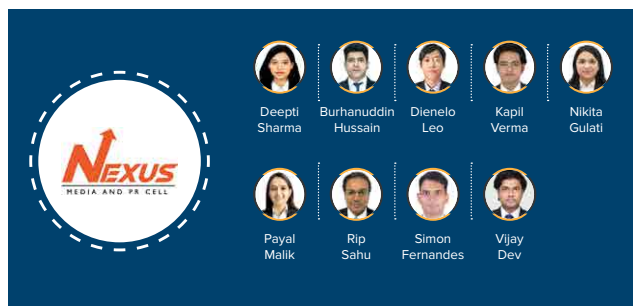 NEXUS
MEDIA AND PR CELL
Deepti
Sharma
Burhanuddin
Hussain
Dienelo
Leo
Kapil
Verma
Nikita
Gulati
Payal
Malik
Rip
Sahu
Simon
Fernandes
Vijay
Dev